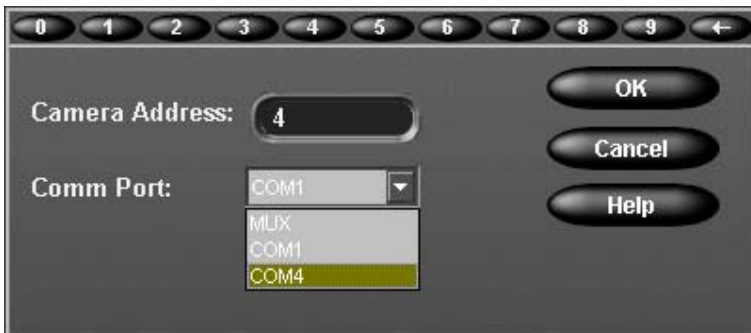 0 1 2 3 4 5 6 7 8 9 ←
OK
Camera Address: 4
Cancel
Comm Port: COM1
Help
MUX
COM1
COM4